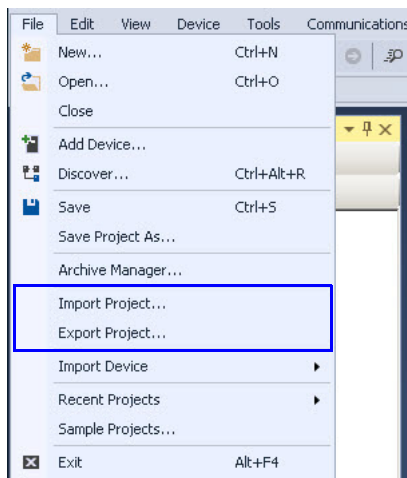 File Edit View Device Tools Communications
New... Ctrl+N
Open... Ctrl+O
Close
Add Device...
Discover... Ctrl+Alt+R
Save Ctrl+S
Save Project As...
Archive Manager...
Import Project...
Export Project...
Import Device
Recent Projects
Sample Projects...
Exit Alt+F4